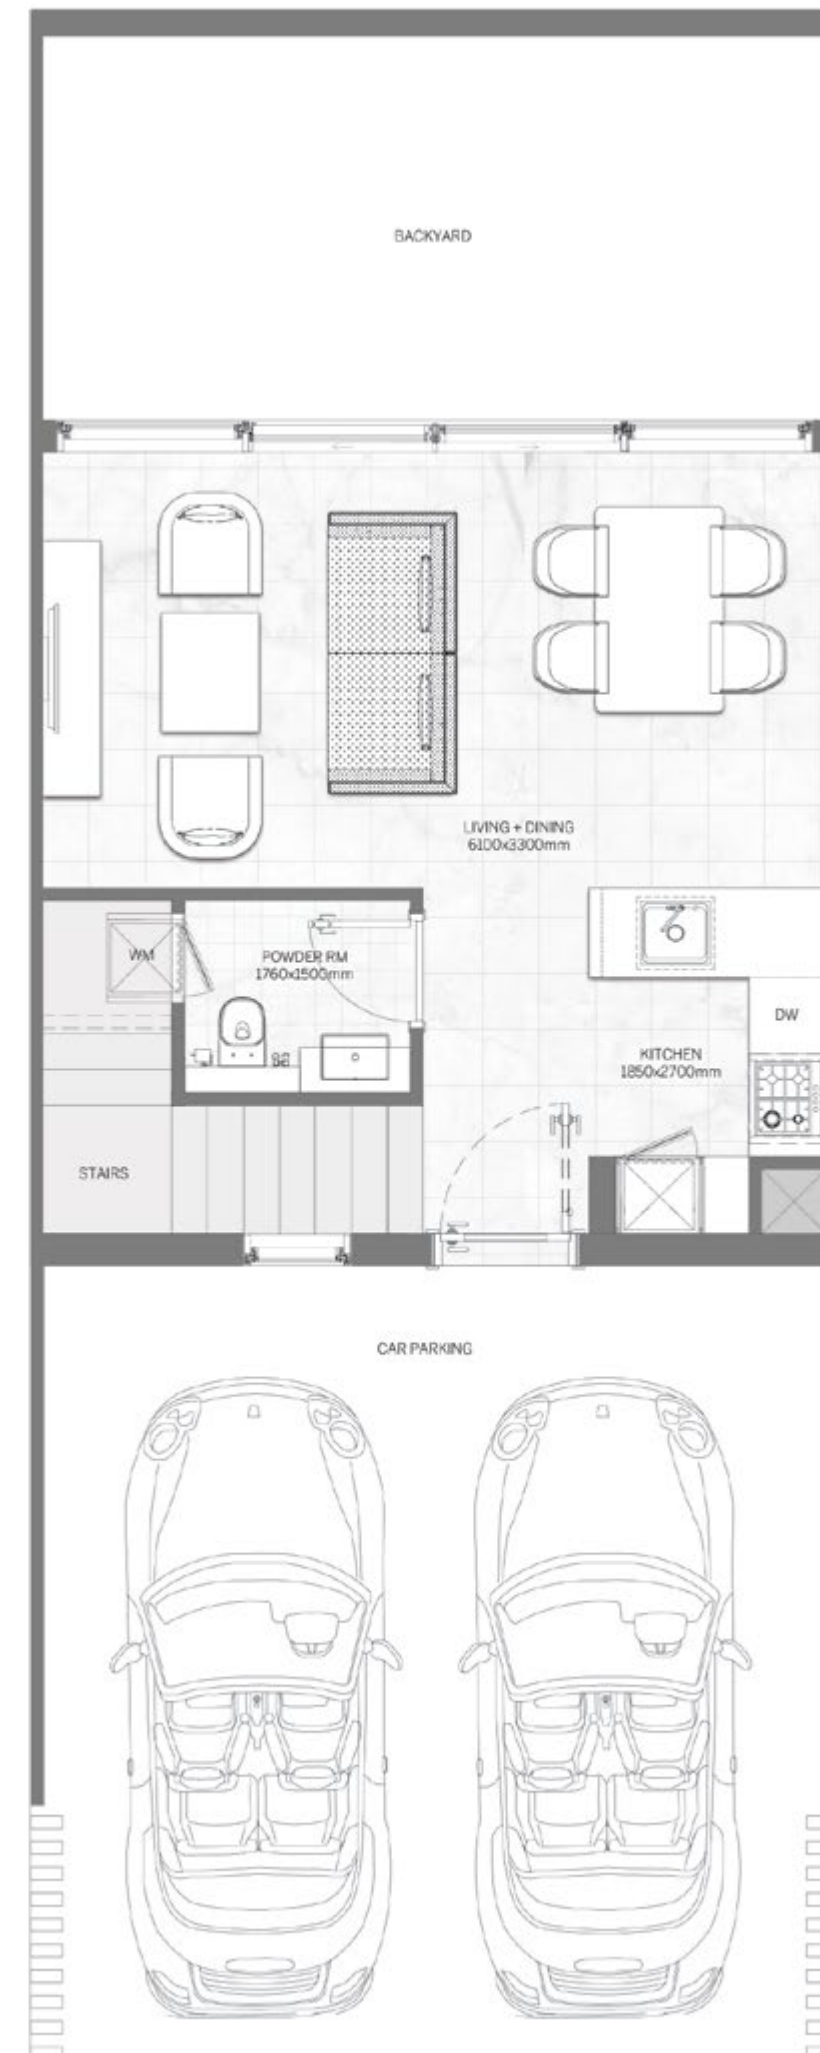 BACKYARD
LIVING + DINING
6100x3300mm
WM
POWDER RM
1760x1500mm
DW
KITCHEN
1850x2700mm
STAIRS
CAR PARKING